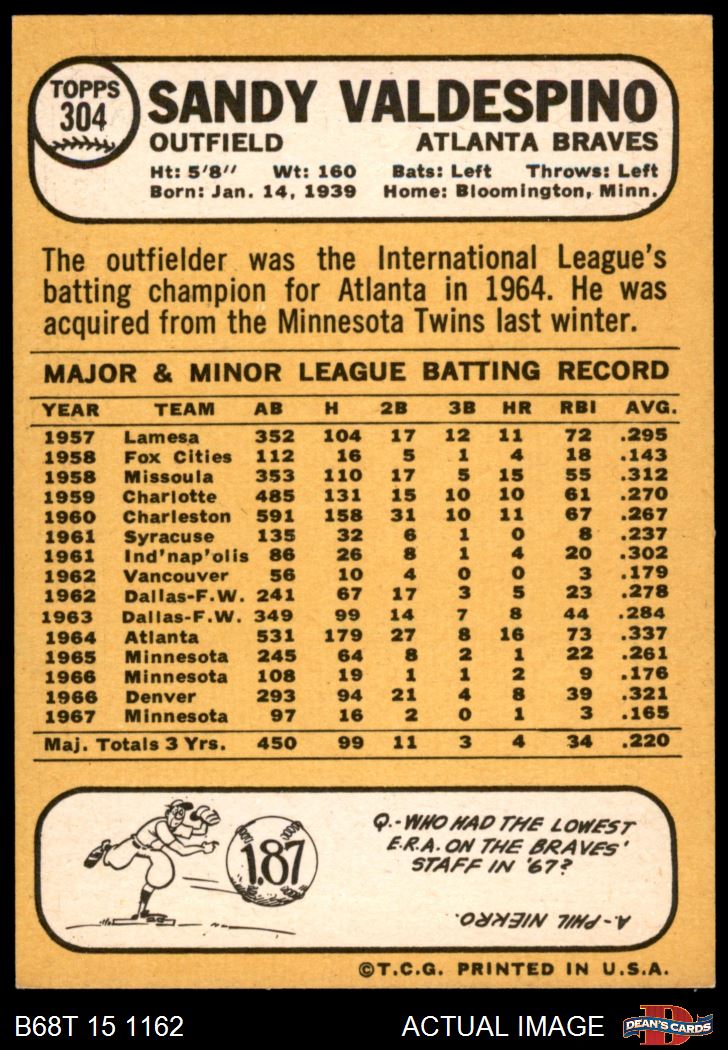 TOPPS
304
SANDY VALDESPINO
OUTFIELD ATLANTA BRAVES
Ht: 5'8" Wt: 160 Bats: Left Throws: Left
Born: Jan. 14, 1939 Home: Bloomington, Minn.
The outfielder was the International League's
batting champion for Atlanta in 1964. He was
acquired from the Minnesota Twins last winter.
MAJOR & MINOR LEAGUE BATTING RECORD
YEAR TEAM AB H 2B 3B HR RBI AVG.
1957 Lamesa 352 104 17 12 11 72 .295
1958 Fox Cities 112 16 5 1 4 18 .143
1958 Missoula 353 110 17 5 15 55 .312
1959 Charlotte 485 131 15 10 10 61 .270
1960 Charleston 591 158 31 10 11 67 .267
1961 Syracuse 135 32 6 1 0 8 .237
1961 Ind'nap'olis 86 26 8 1 4 20 .302
1962 Vancouver 56 10 4 0 0 3 .179
1962 Dallas-F.W. 241 67 17 3 5 23 .278
1963 Dallas-F.W. 349 99 14 7 8 44 .284
1964 Atlanta 531 179 27 8 16 73 .337
1965 Minnesota 245 64 8 2 1 22 .261
1966 Minnesota 108 19 1 1 2 9 .176
1966 Denver 293 94 21 4 8 39 .321
1967 Minnesota 97 16 2 0 1 3 .165
Maj. Totals 3 Yrs. 450 99 11 3 4 34 .220
1.87
Q.-WHO HAD THE LOWEST
E.R.A. ON THE BRAVES'
STAFF IN '67?
A-PHIL NIEKRO.
©T.C.G. PRINTED IN U.S.A.
B68T 15 1162 ACTUAL IMAGE
D
DEAN'S CARDS